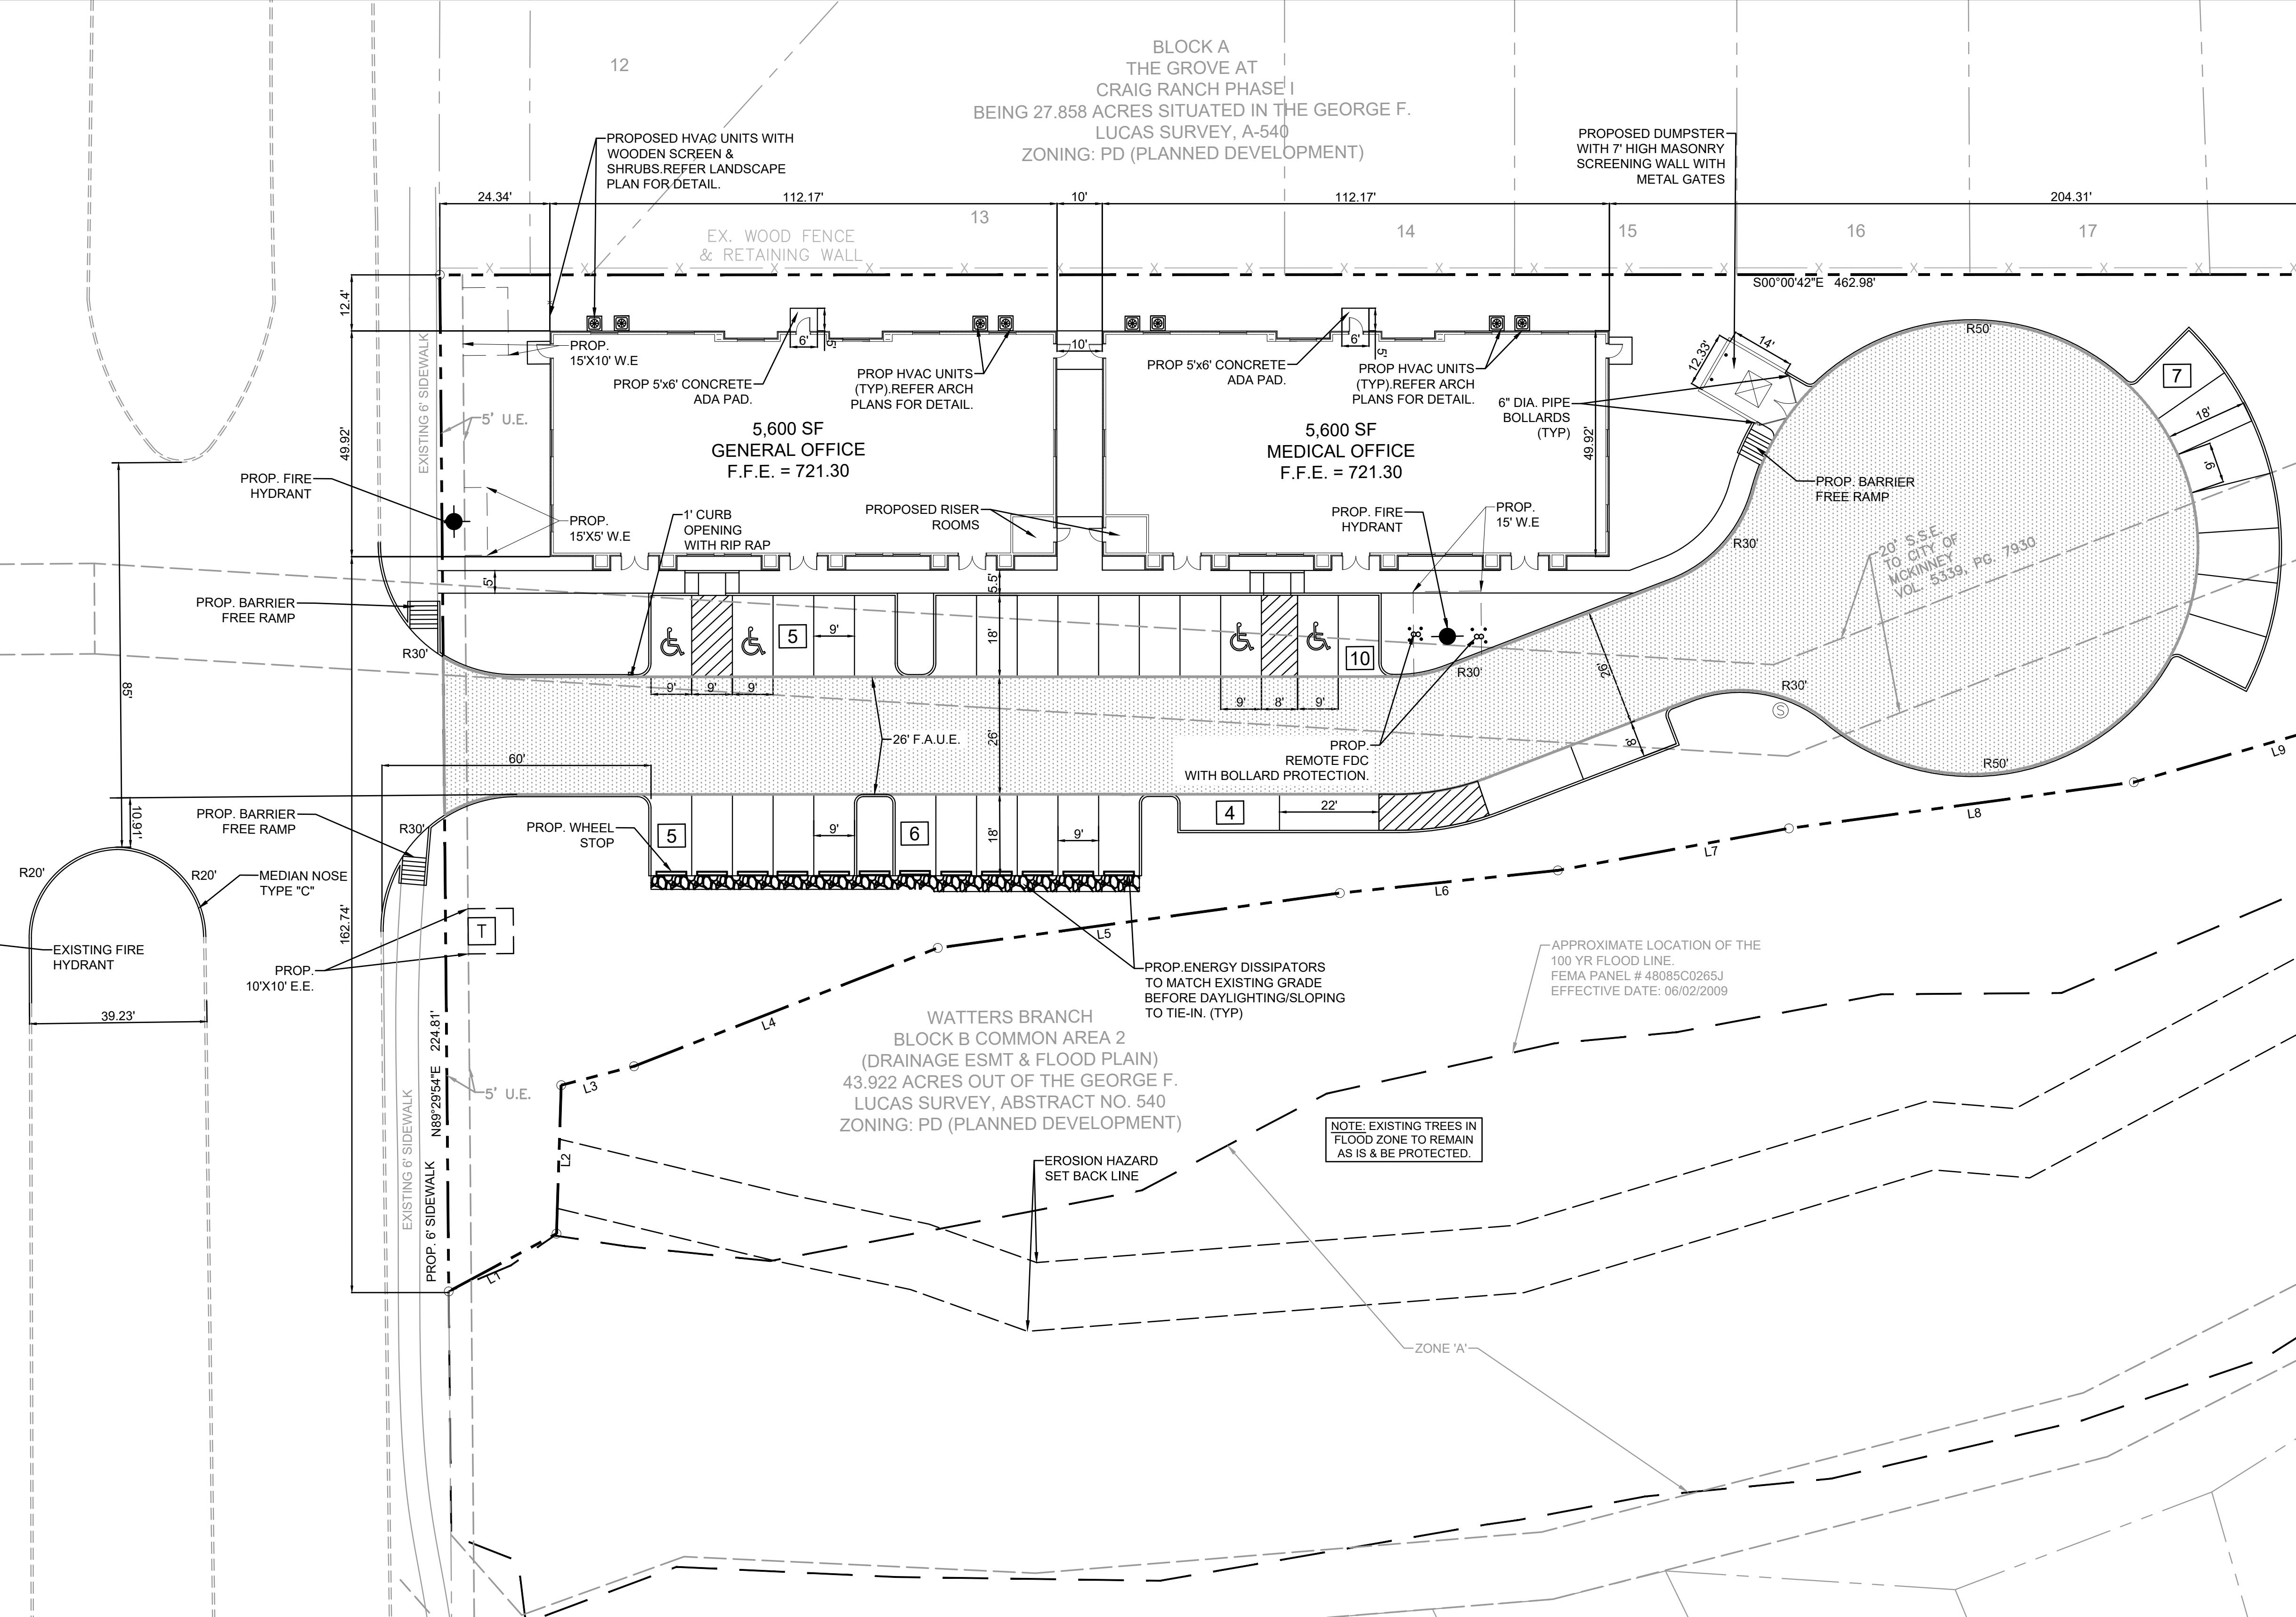 12
BLOCK A
THE GROVE AT
CRAIG RANCH PHASE I
BEING 27.858 ACRES SITUATED IN THE GEORGE F.
LUCAS SURVEY, A-540
ZONING: PD (PLANNED DEVELOPMENT)
PROPOSED HVAC UNITS WITH
WOODEN SCREEN &
SHRUBS.REFER LANDSCAPE
PLAN FOR DETAIL.
PROPOSED DUMPSTER
WITH 7' HIGH MASONRY
SCREENING WALL WITH
METAL GATES
24.34'
112.17'
10'
112.17'
204.31'
13
14
15
16
17
EX. WOOD FENCE
& RETAINING WALL
S00°00'42"E 462.98'
12.4'
49.92'
EXISTING 6' SIDEWALK
5' U.E.
PROP.
15'X10' W.E
PROP 5'x6' CONCRETE
ADA PAD.
6'
5'
PROP HVAC UNITS
(TYP).REFER ARCH
PLANS FOR DETAIL.
10'
PROP 5'x6' CONCRETE
ADA PAD.
6'
5'
PROP HVAC UNITS
(TYP).REFER ARCH
PLANS FOR DETAIL.
49.92'
5,600 SF
GENERAL OFFICE
F.F.E. = 721.30
5,600 SF
MEDICAL OFFICE
F.F.E. = 721.30
12.33'
14'
6" DIA. PIPE
BOLLARDS
(TYP)
R50'
7
18'
9'
PROP. BARRIER
FREE RAMP
PROP. FIRE
HYDRANT
PROP.
15'X5' W.E
1' CURB
OPENING
WITH RIP RAP
PROPOSED RISER
ROOMS
PROP. FIRE
HYDRANT
PROP.
15' W.E
R30'
20' S.S.E.
TO CITY OF
MCKINNEY
VOL. 5339, PG. 7930
5'
5.5'
PROP. BARRIER
FREE RAMP
R30'
5
9'
18'
10
R30'
26'
R30'
S
9'
9'
9'
9'
8'
9'
85'
26' F.A.U.E.
26'
8'
PROP.
REMOTE FDC
WITH BOLLARD PROTECTION.
60'
R50'
L9
10.91'
PROP. BARRIER
FREE RAMP
R30'
PROP. WHEEL
STOP
5
9'
6
18'
9'
4
22'
L8
L7
L6
L5
R20'
R20'
MEDIAN NOSE
TYPE "C"
162.74'
T
EXISTING FIRE
HYDRANT
PROP.
10'X10' E.E.
39.23'
PROP.ENERGY DISSIPATORS
TO MATCH EXISTING GRADE
BEFORE DAYLIGHTING/SLOPING
TO TIE-IN. (TYP)
APPROXIMATE LOCATION OF THE
100 YR FLOOD LINE.
FEMA PANEL # 48085C0265J
EFFECTIVE DATE: 06/02/2009
L4
L3
WATTERS BRANCH
BLOCK B COMMON AREA 2
(DRAINAGE ESMT & FLOOD PLAIN)
43.922 ACRES OUT OF THE GEORGE F.
LUCAS SURVEY, ABSTRACT NO. 540
ZONING: PD (PLANNED DEVELOPMENT)
N89°29'54"E 224.81'
5' U.E.
EXISTING 6' SIDEWALK
PROP. 6' SIDEWALK
NOTE: EXISTING TREES IN
FLOOD ZONE TO REMAIN
AS IS & BE PROTECTED.
L2
EROSION HAZARD
SET BACK LINE
L1
ZONE 'A'